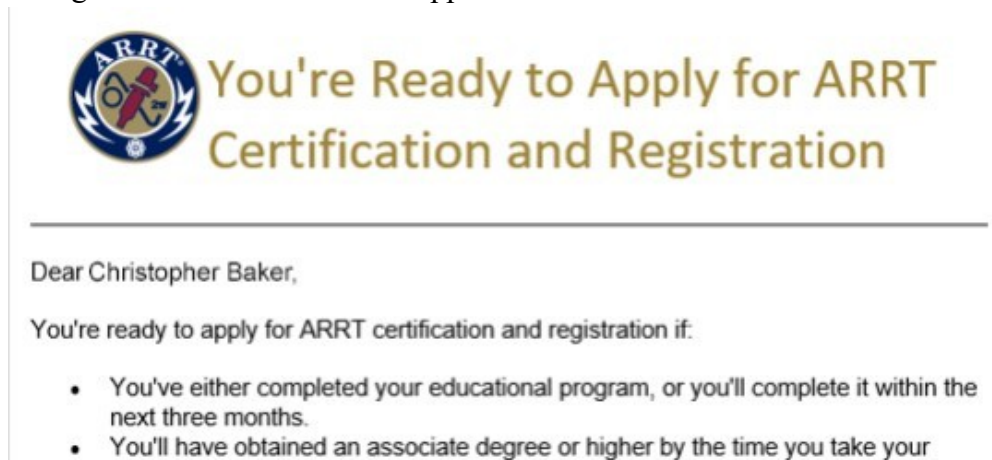 ARRT
You're Ready to Apply for ARRT
Certification and Registration
Dear Christopher Baker,
You're ready to apply for ARRT certification and registration if:
• You've either completed your educational program, or you'll complete it within the
next three months.
• You'll have obtained an associate degree or higher by the time you take your